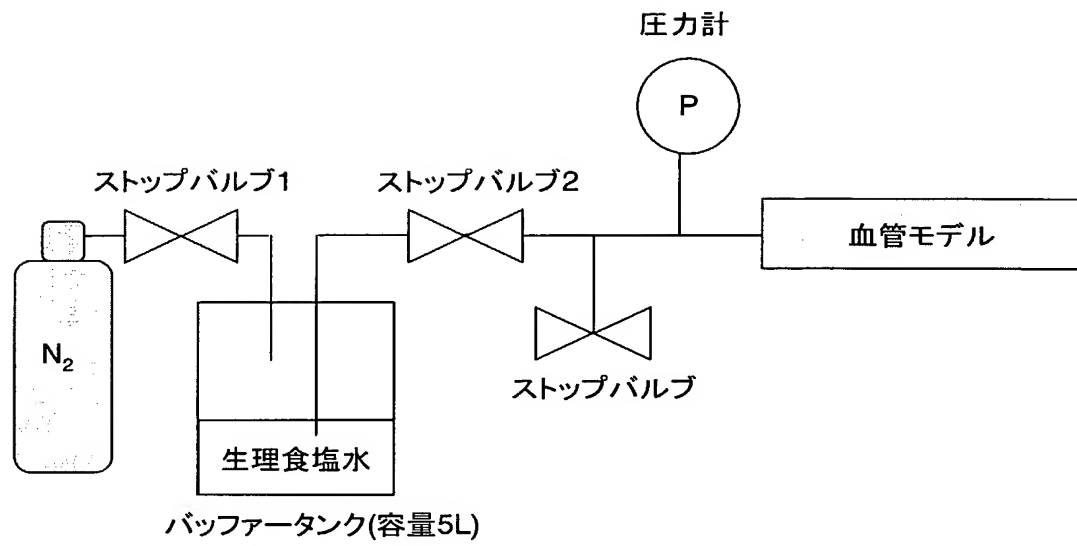 圧力計
P
ストップバルブ1
ストップバルブ2
血管モデル
N2
ストップバルブ
生理食塩水
バッファータンク(容量5L)